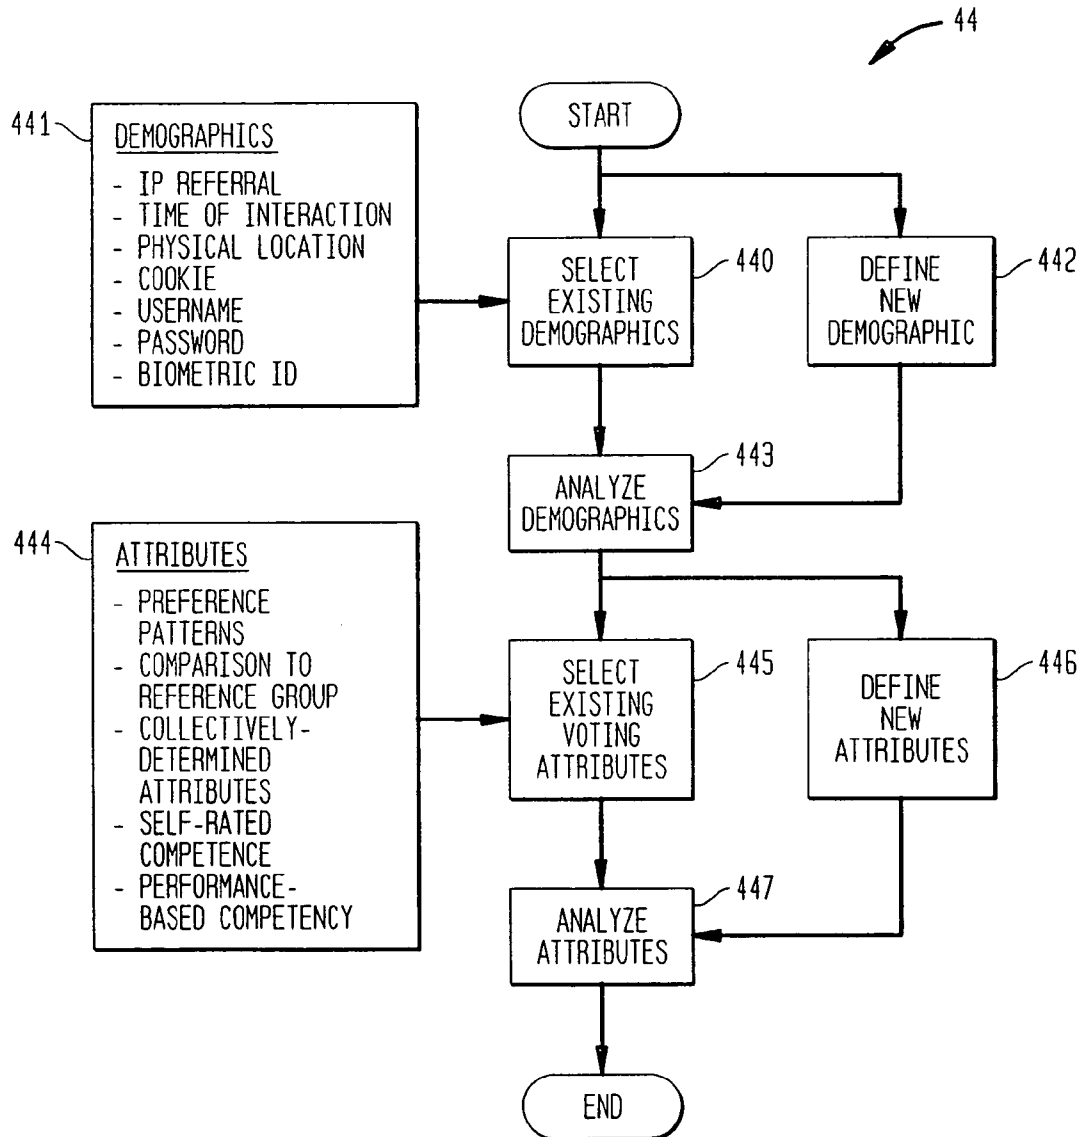 44
START
441
DEMOGRAPHICS
- IP REFERRAL
- TIME OF INTERACTION
- PHYSICAL LOCATION
- COOKIE
- USERNAME
- PASSWORD
- BIOMETRIC ID
SELECT
EXISTING
DEMOGRAPHICS
440
DEFINE
NEW
DEMOGRAPHIC
442
ANALYZE
DEMOGRAPHICS
443
444
ATTRIBUTES
- PREFERENCE
PATTERNS
- COMPARISON TO
REFERENCE GROUP
- COLLECTIVELY-
DETERMINED
ATTRIBUTES
- SELF-RATED
COMPETENCE
- PERFORMANCE-
BASED COMPETENCY
SELECT
EXISTING
VOTING
ATTRIBUTES
445
DEFINE
NEW
ATTRIBUTES
446
ANALYZE
ATTRIBUTES
447
END